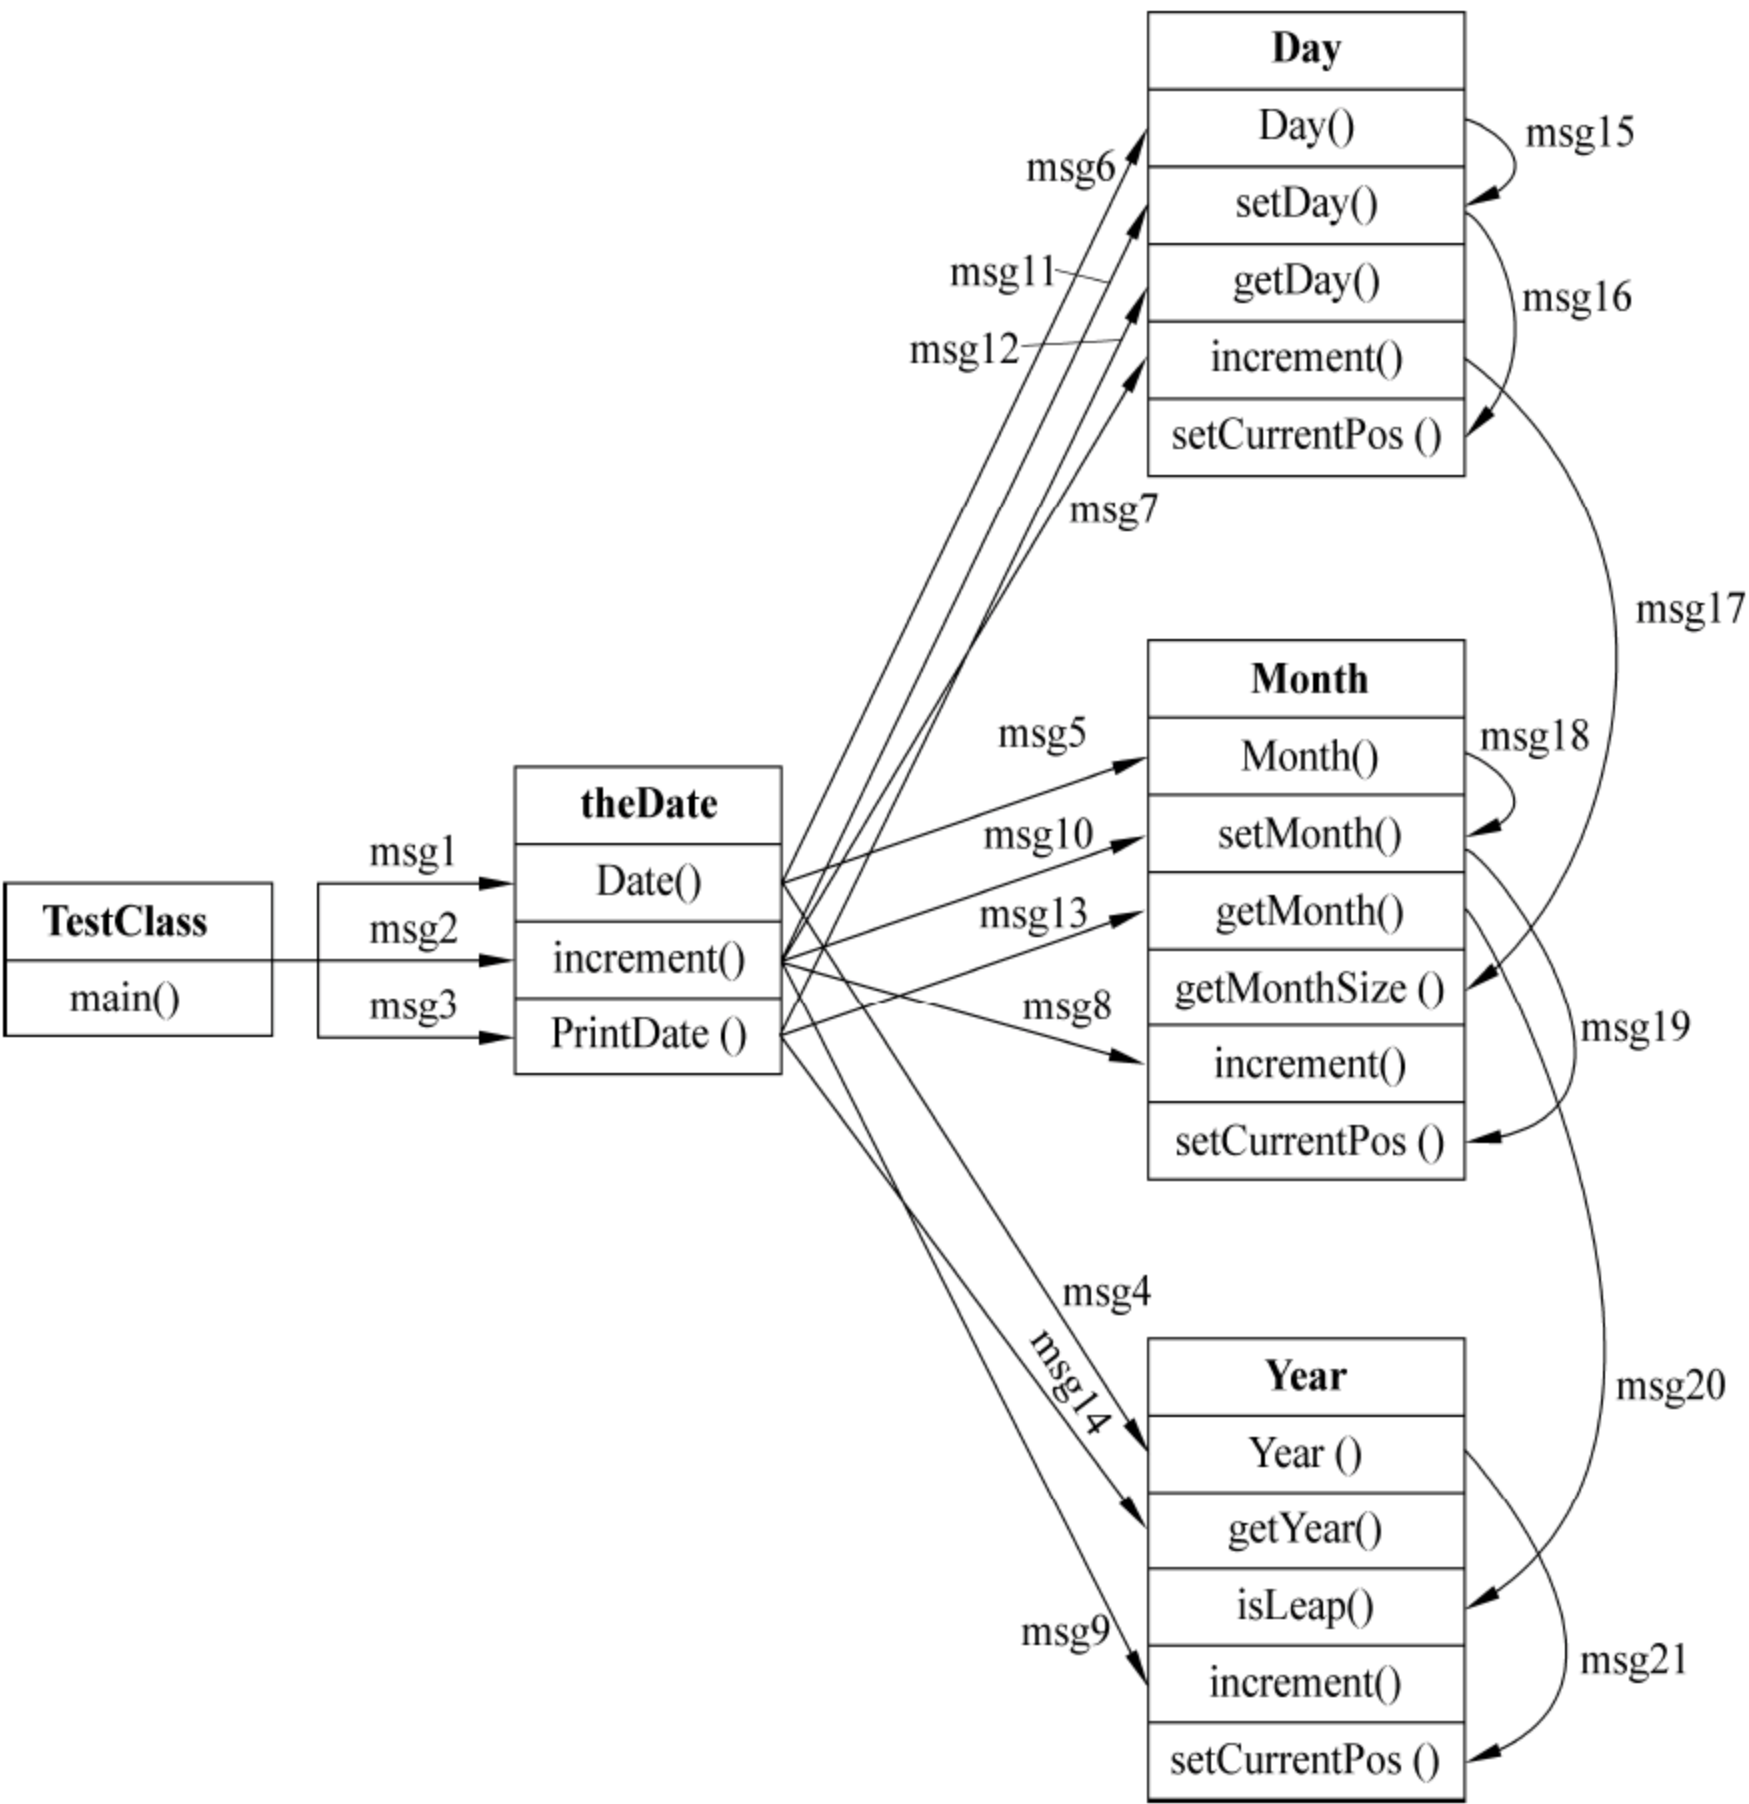 Day
Day()
setDay()
getDay()
increment()
setCurrentPos ()
msg15
msg16
msg6
msg11
msg12
msg7
msg17
Month
Month()
setMonth()
getMonth()
getMonthSize ()
increment()
setCurrentPos ()
msg18
msg19
msg5
msg10
msg13
msg8
theDate
Date()
increment()
PrintDate ()
msg1
msg2
msg3
TestClass
main()
msg4
msg14
msg9
msg20
Year
Year ()
getYear()
isLeap()
increment()
setCurrentPos ()
msg21